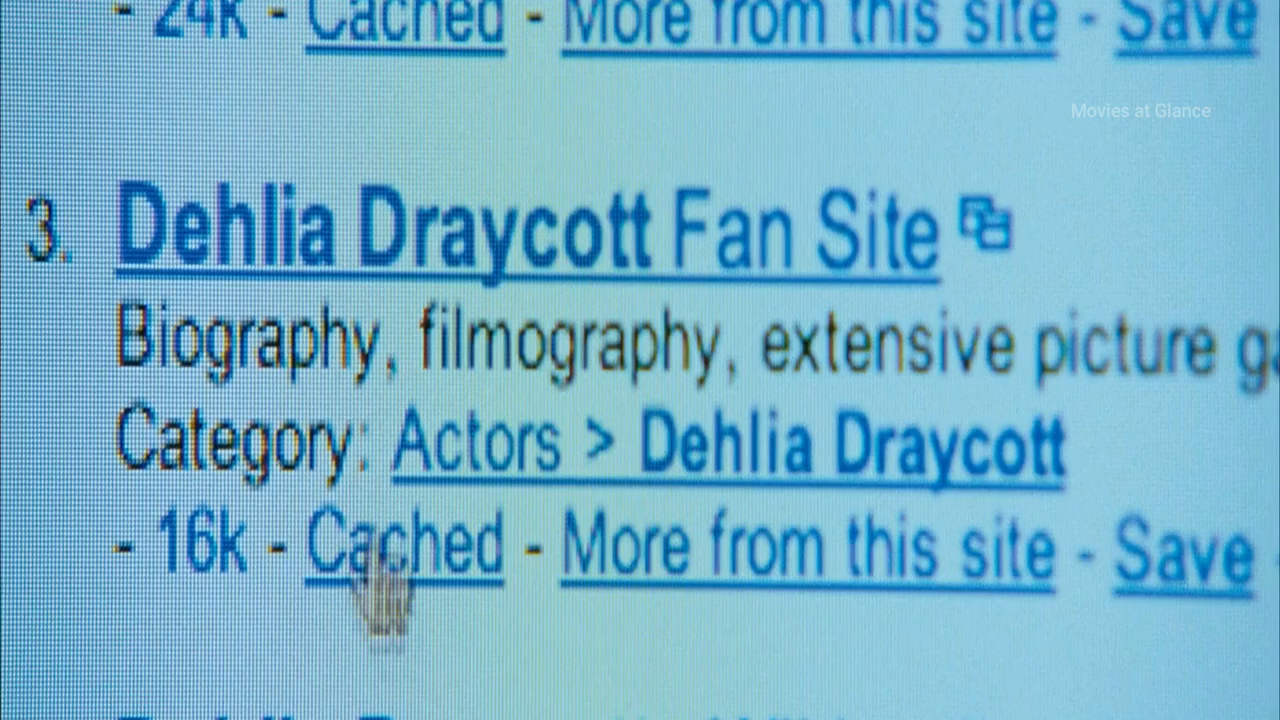 - 24k - Cached - More from this site - Save
Movies at Glance
3. Dehlia Draycott Fan Site
Biography, filmography, extensive picture
Category: Actors > Dehlia Draycott
- 16k - Cached - More from this site - Save